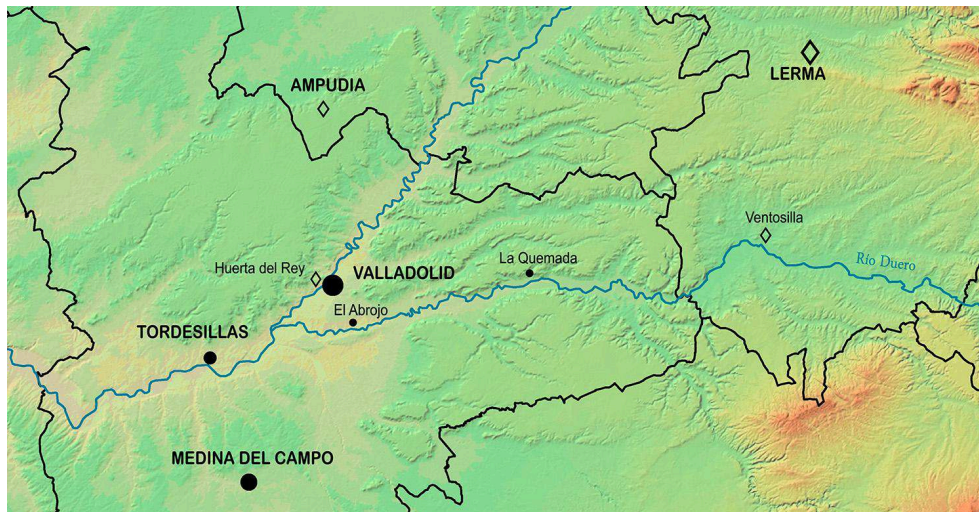 LERMA
AMPUDIA
Ventosilla
Río Duero
La Quemada
Huerta del Rey
VALLADOLID
El Abrojo
TORDESILLAS
MEDINA DEL CAMPO